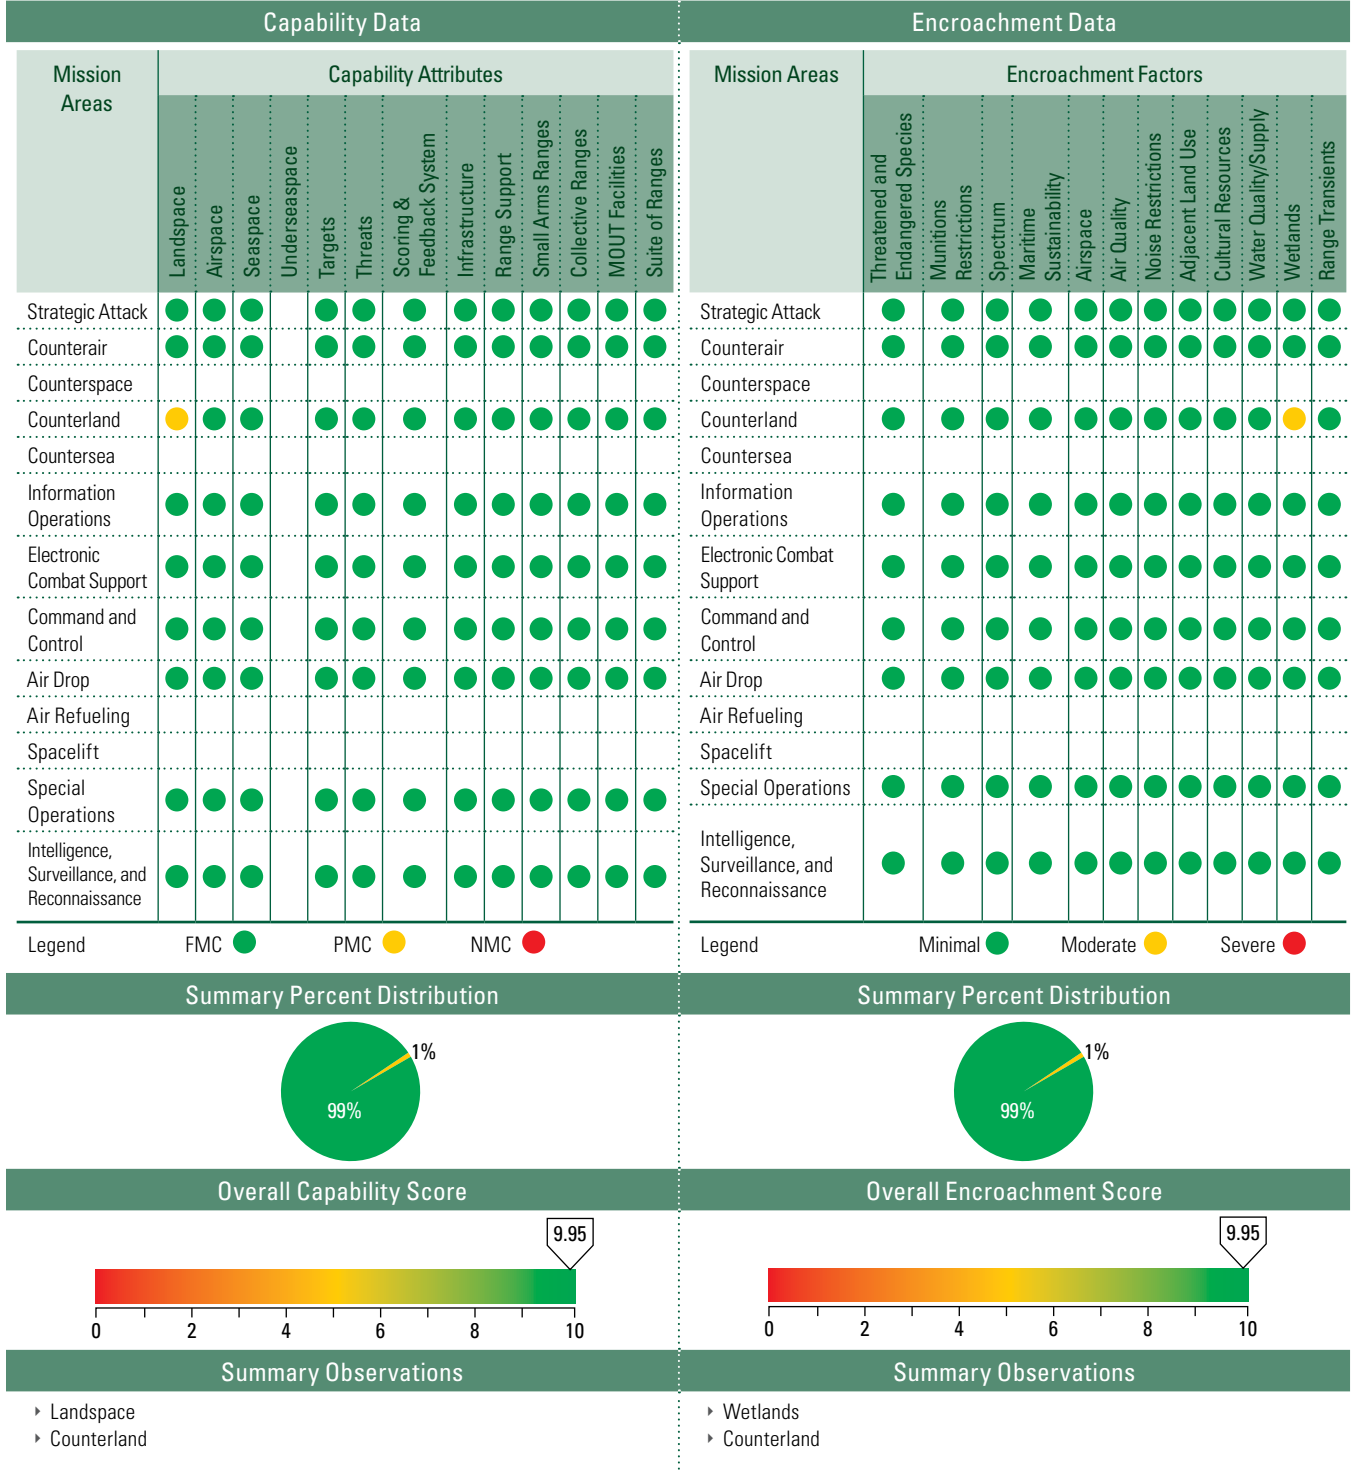 Capability Data
Mission
Areas
Capability Attributes
Landspace
Airspace
Seaspace
Underseaspace
Targets
Threats
Scoring &
Feedback System
Infrastructure
Range Support
Small Arms Ranges
Collective Ranges
MOUT Facilities
Suite of Ranges
Strategic Attack
Counterair
Counterspace
Counterland
Countersea
Information
Operations
Electronic
Combat Support
Command and
Control
Air Drop
Air Refueling
Spacelift
Special
Operations
Intelligence,
Surveillance, and
Reconnaissance
Legend FMC PMC NMC
Summary Percent Distribution
1%
99%
Overall Capability Score
9.95
0 2 4 6 8 10
Summary Observations
‣ Landspace
‣ Counterland
Encroachment Data
Mission Areas
Encroachment Factors
Threatened and
Endangered Species
Munitions
Restrictions
Spectrum
Maritime
Sustainability
Airspace
Air Quality
Noise Restrictions
Adjacent Land Use
Cultural Resources
Water Quality/Supply
Wetlands
Range Transients
Strategic Attack
Counterair
Counterspace
Counterland
Countersea
Information
Operations
Electronic Combat
Support
Command and
Control
Air Drop
Air Refueling
Spacelift
Special Operations
Intelligence,
Surveillance, and
Reconnaissance
Legend Minimal Moderate Severe
Summary Percent Distribution
1%
99%
Overall Encroachment Score
9.95
0 2 4 6 8 10
Summary Observations
‣ Wetlands
‣ Counterland